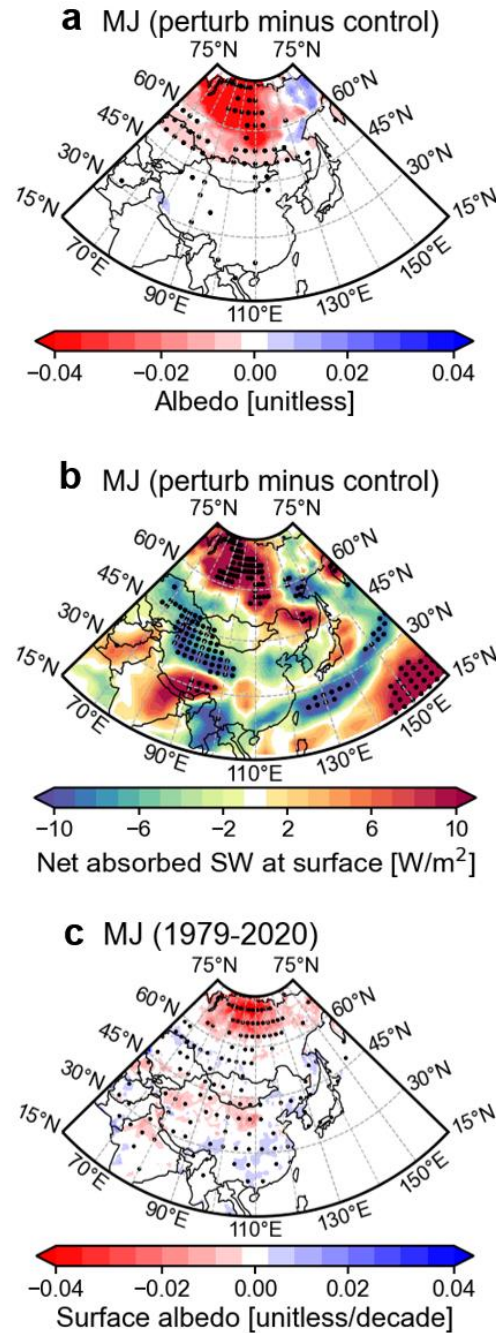 a MJ (perturb minus control)
75°N 75°N
60°N 60°N
45°N 45°N
30°N 30°N
15°N 15°N
70°E 150°E
90°E 130°E
110°E
−0.04 −0.02 0.00 0.02 0.04
Albedo [unitless]
b MJ (perturb minus control)
75°N 75°N
60°N 60°N
45°N 45°N
30°N 30°N
15°N 15°N
70°E 150°E
90°E 130°E
110°E
−10 −6 −2 2 6 10
Net absorbed SW at surface [W/m²]
c MJ (1979-2020)
75°N 75°N
60°N 60°N
45°N 45°N
30°N 30°N
15°N 15°N
70°E 150°E
90°E 130°E
110°E
−0.04 −0.02 0.00 0.02 0.04
Surface albedo [unitless/decade]